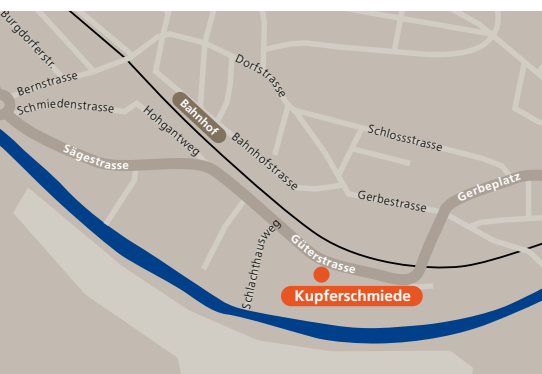 Burgdorferstr.
Bernstrasse
Schmiedenstrasse
Dorfstrasse
Bahnhof
Hohgantweg
Bahnhofstrasse
Schlossstrasse
Sägestrasse
Gerbeplatz
Gerbestrasse
Schlachthausweg
Güterstrasse
Kupferschmiede